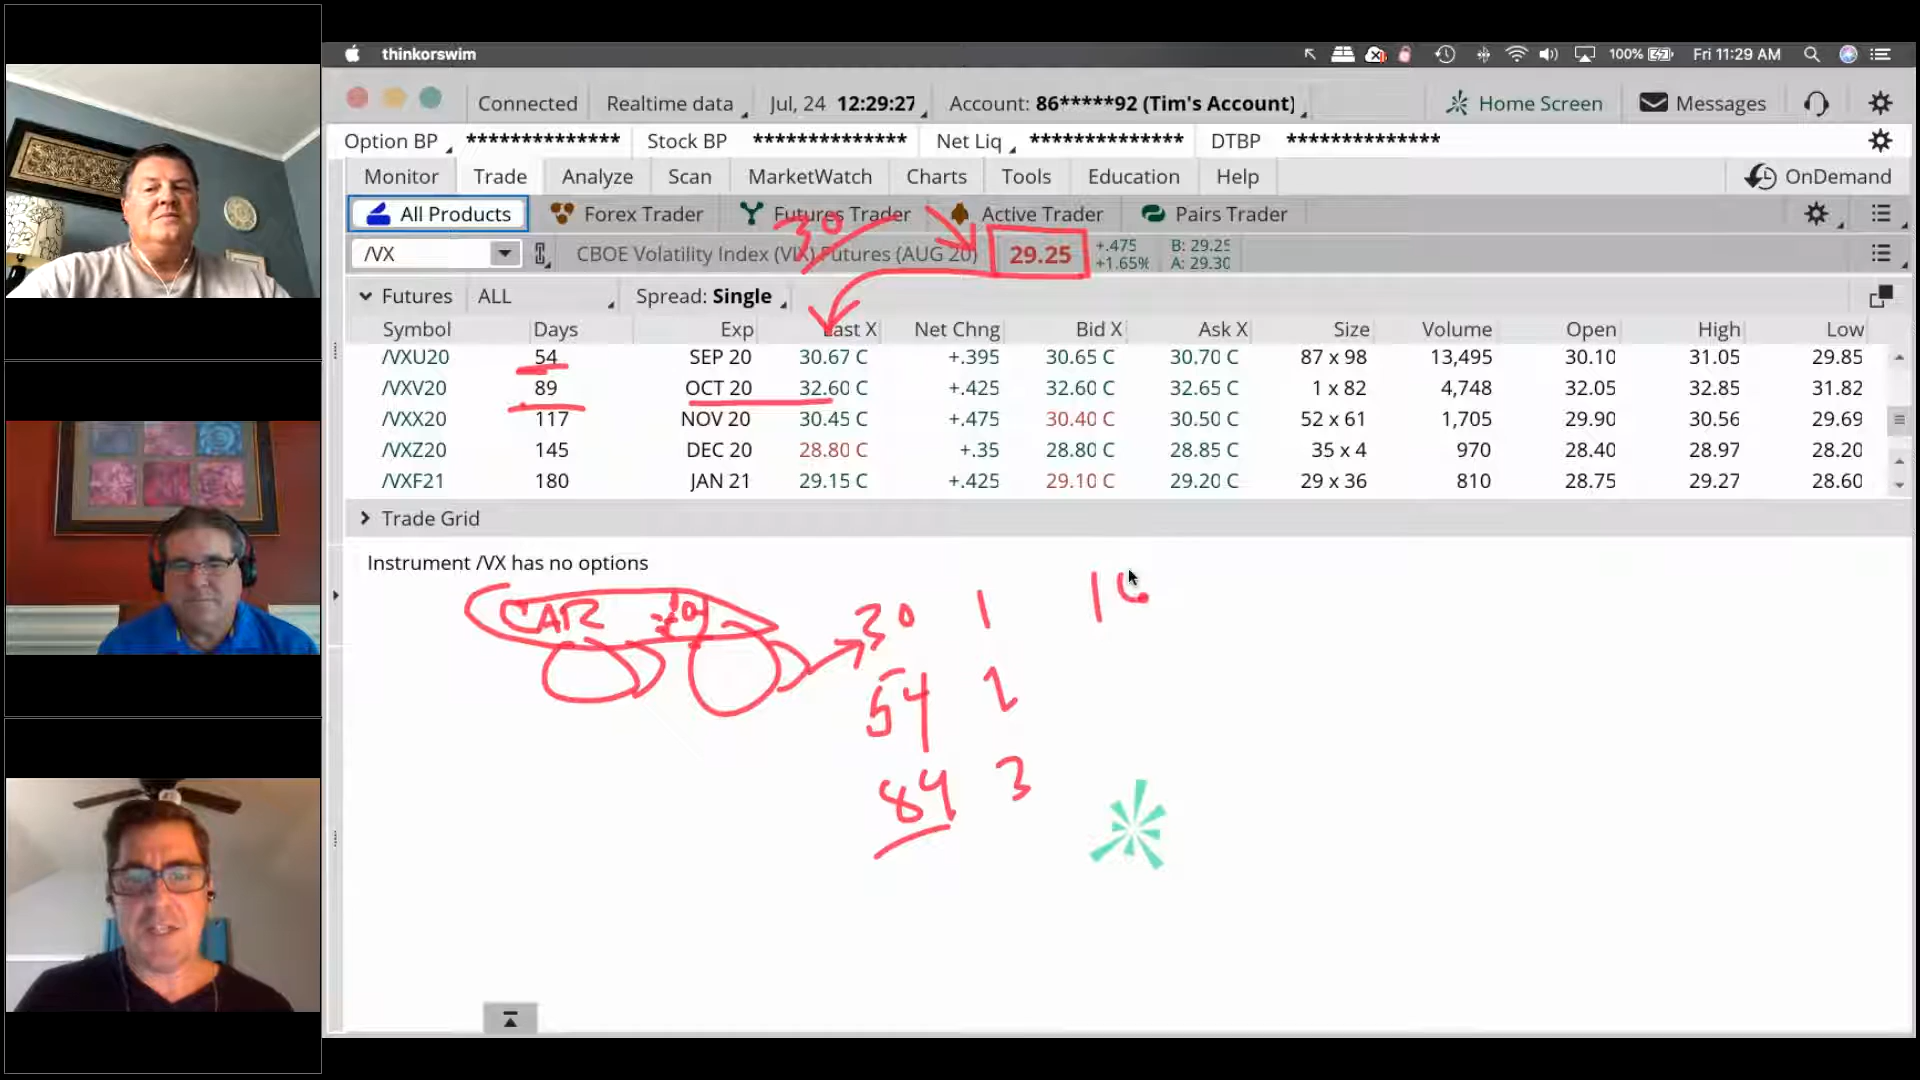 thinkorswim 100% Fri 11:29 AM
Connected Realtime data Jul, 24 12:29:27 Account: 86*****92 (Tim's Account) Home Screen Messages
Option BP ************** Stock BP ************** Net Liq ************** DTBP **************
Monitor Trade Analyze Scan MarketWatch Charts Tools Education Help OnDemand
All Products Forex Trader Futures Trader Active Trader Pairs Trader
30
/VX CBOE Volatility Index (VIX) Futures (AUG 20) 29.25 +.475 B: 29.25
+1.65% A: 29.30
Futures ALL Spread: Single
Symbol Days Exp Last X Net Chng Bid X Ask X Size Volume Open High Low
/VXU20 54 SEP 20 30.67 C +.395 30.65 C 30.70 C 87 x 98 13,495 30.10 31.05 29.85
/VXV20 89 OCT 20 32.60 C +.425 32.60 C 32.65 C 1 x 82 4,748 32.05 32.85 31.82
/VXX20 117 NOV 20 30.45 C +.475 30.40 C 30.50 C 52 x 61 1,705 29.90 30.56 29.69
/VXZ20 145 DEC 20 28.80 C +.35 28.80 C 28.85 C 35 x 4 970 28.40 28.97 28.20
/VXF21 180 JAN 21 29.15 C +.425 29.10 C 29.20 C 29 x 36 810 28.75 29.27 28.60
Trade Grid
Instrument /VX has no options
CAR 30 1 16
54 2
84 3